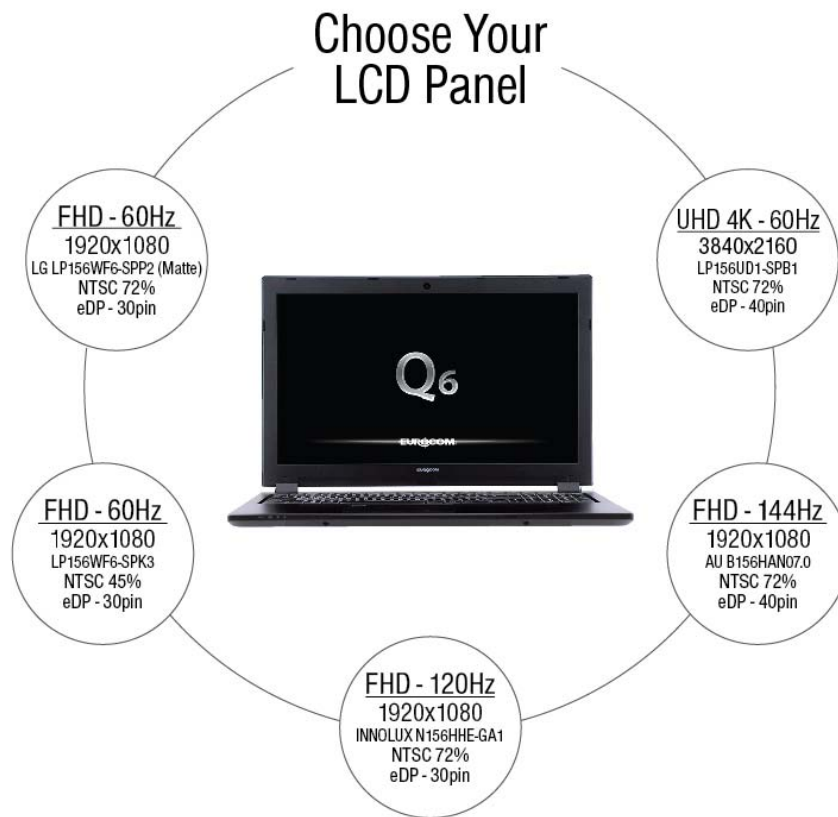 Choose Your
LCD Panel
FHD - 60Hz
1920x1080
LG LP156WF6-SPP2 (Matte)
NTSC 72%
eDP - 30pin
UHD 4K - 60Hz
3840x2160
LP156UD1-SPB1
NTSC 72%
eDP - 40pin
Q6
EUROCOM
EUROCOM
FHD - 60Hz
1920x1080
LP156WF6-SPK3
NTSC 45%
eDP - 30pin
FHD - 144Hz
1920x1080
AU B156HAN07.0
NTSC 72%
eDP - 40pin
FHD - 120Hz
1920x1080
INNOLUX N156HHE-GA1
NTSC 72%
eDP - 30pin